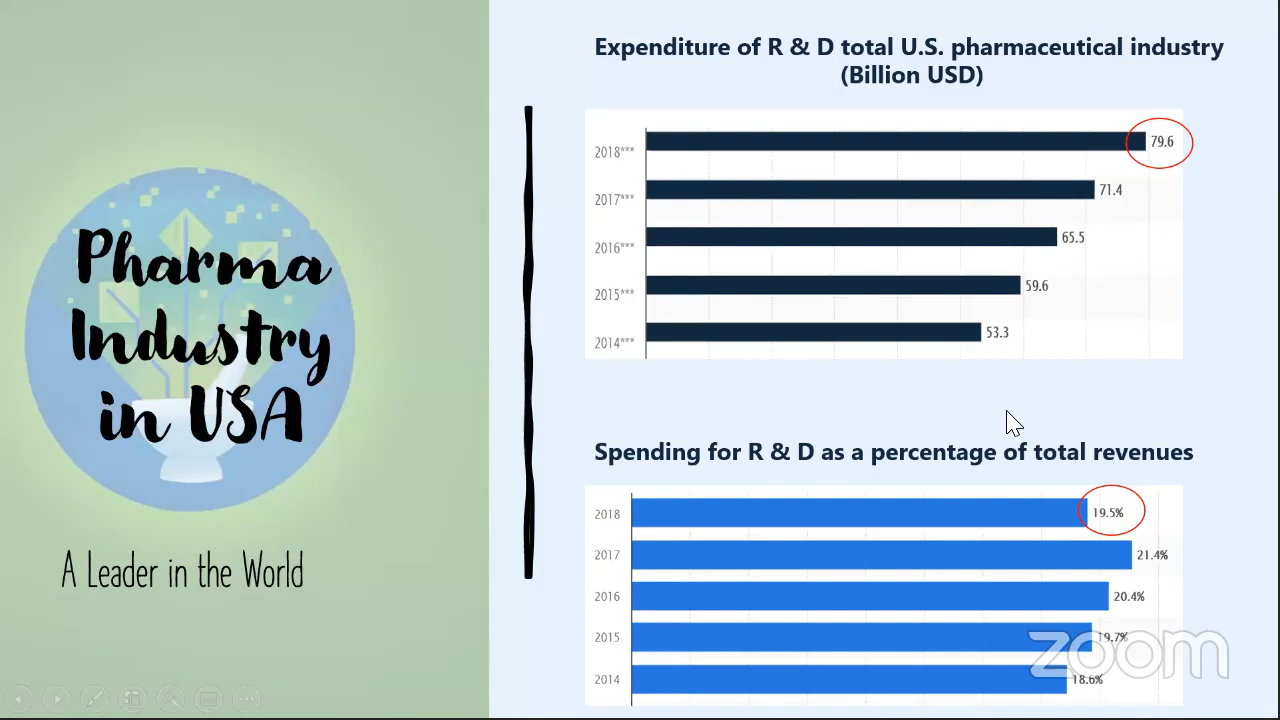 Pharma
Industry
in USA
A Leader in the World
Expenditure of R & D total U.S. pharmaceutical industry
(Billion USD)
2018*** 79.6
2017*** 71.4
2016*** 65.5
2015*** 59.6
2014*** 53.3
Spending for R & D as a percentage of total revenues
2018 19.5%
2017 21.4%
2016 20.4%
2015 19.7%
2014 18.6%
zoom